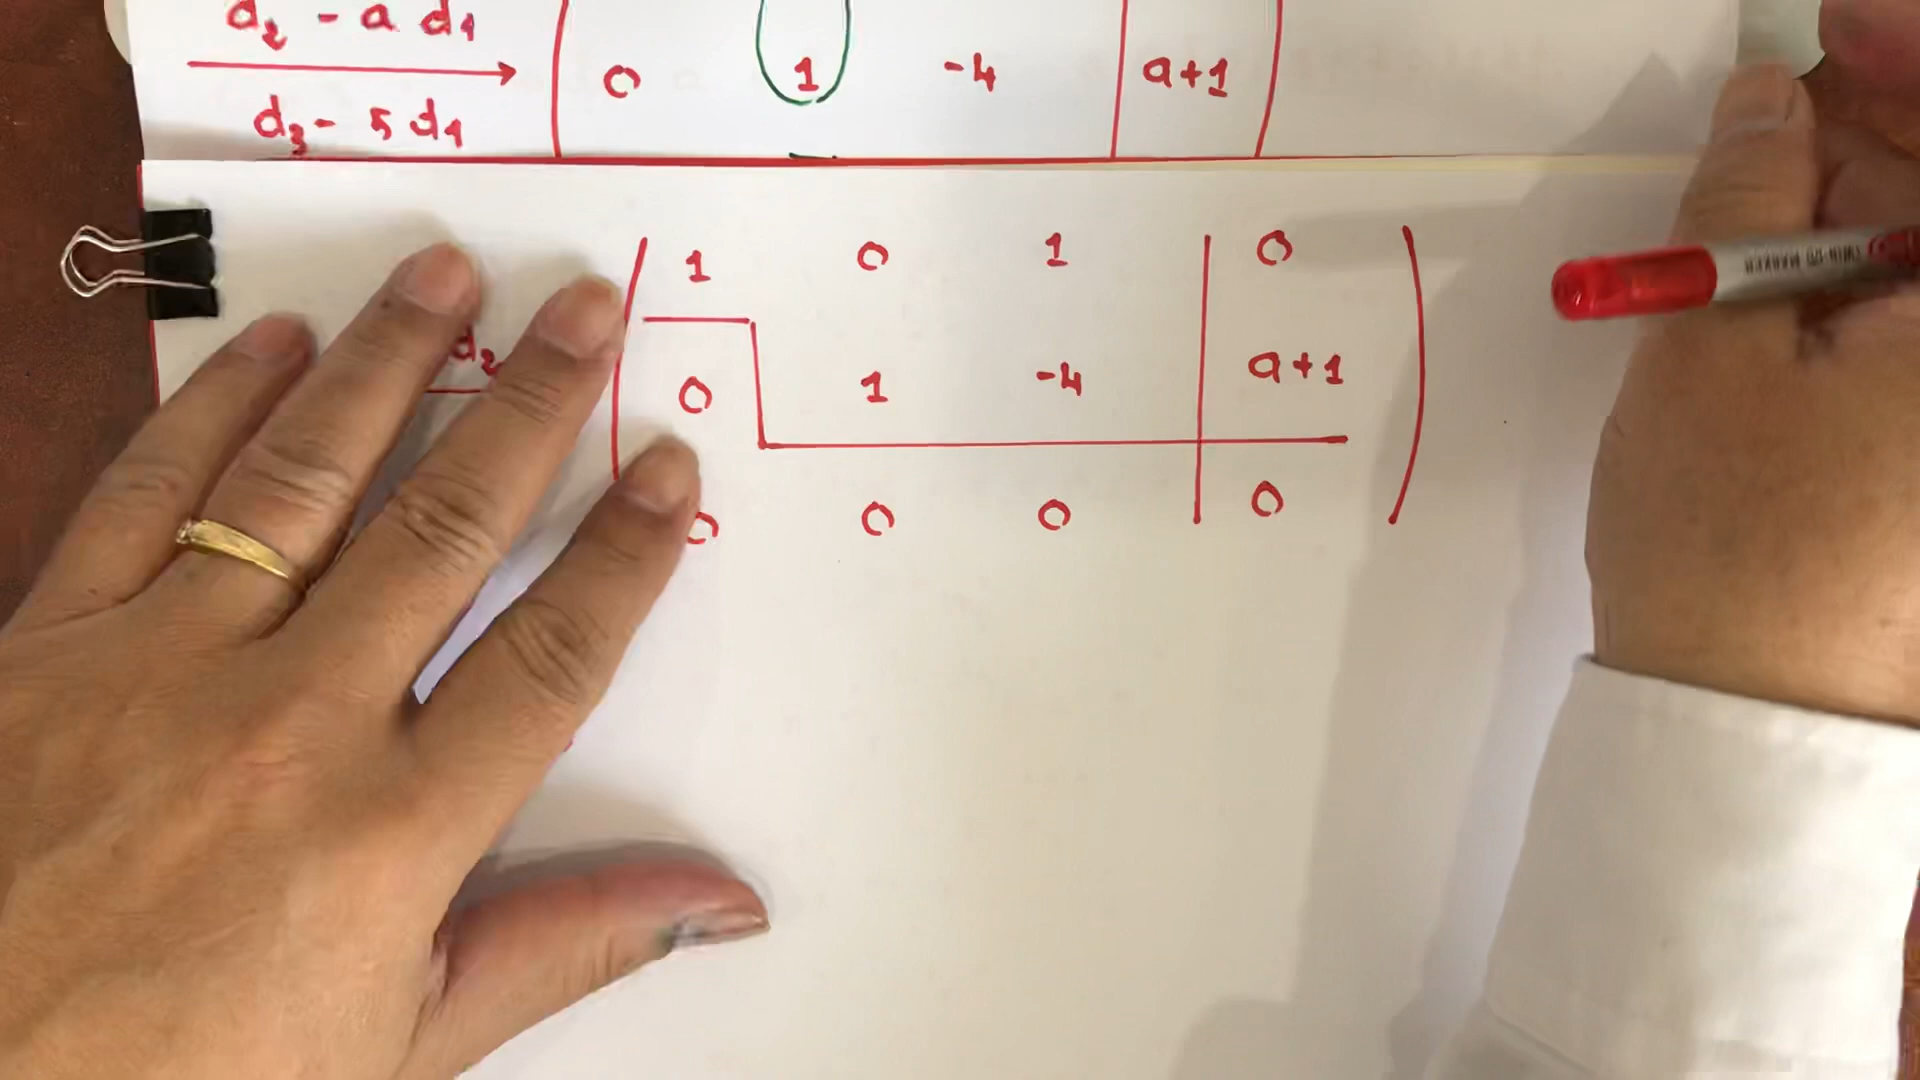 d₂ - a d₁
0 1 -4 | a+1
d₃ - 5 d₁
1 0 1 | 0
d₂
0 1 -4 | a+1
0 0 0 | 0